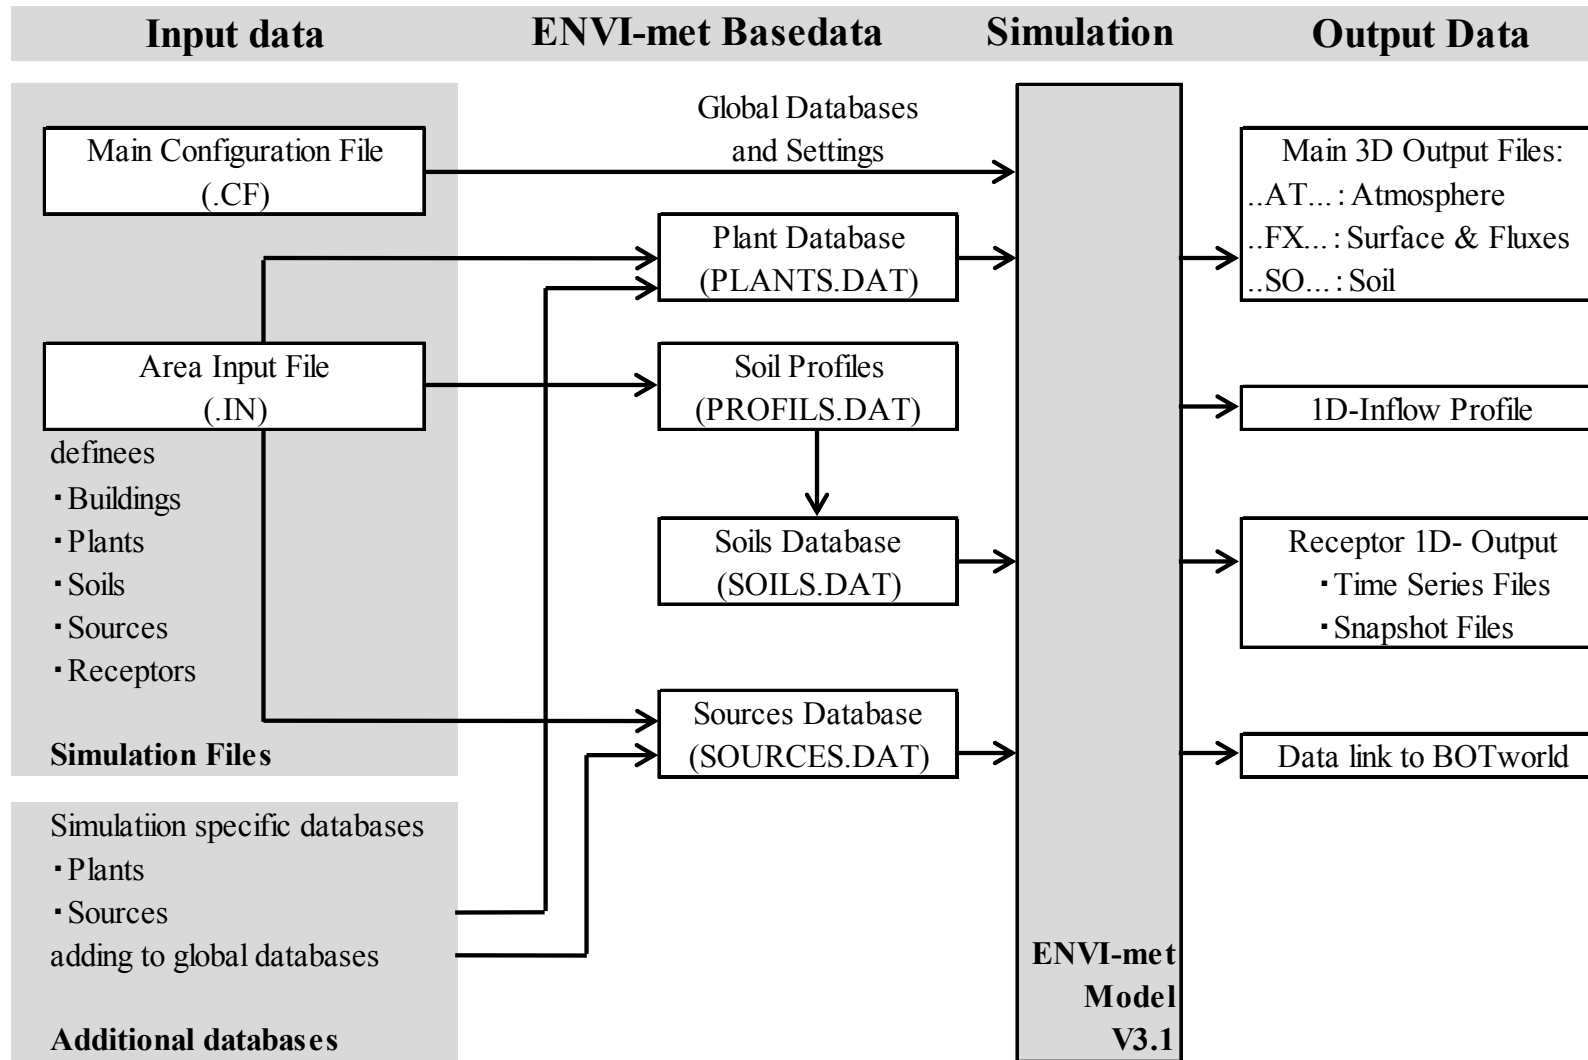 Input data
ENVI-met Basedata
Simulation
Output Data
Main Configuration File
(.CF)
Area Input File
(.IN)
definees
・Buildings
・Plants
・Soils
・Sources
・Receptors
Simulation Files
Simulatiion specific databases
・Plants
・Sources
adding to global databases
Additional databases
Global Databases
and Settings
Plant Database
(PLANTS.DAT)
Soil Profiles
(PROFILS.DAT)
Soils Database
(SOILS.DAT)
Sources Database
(SOURCES.DAT)
ENVI-met
Model
V3.1
Main 3D Output Files:
..AT...: Atmosphere
..FX...: Surface & Fluxes
..SO...: Soil
1D-Inflow Profile
Receptor 1D- Output
・Time Series Files
・Snapshot Files
Data link to BOTworld